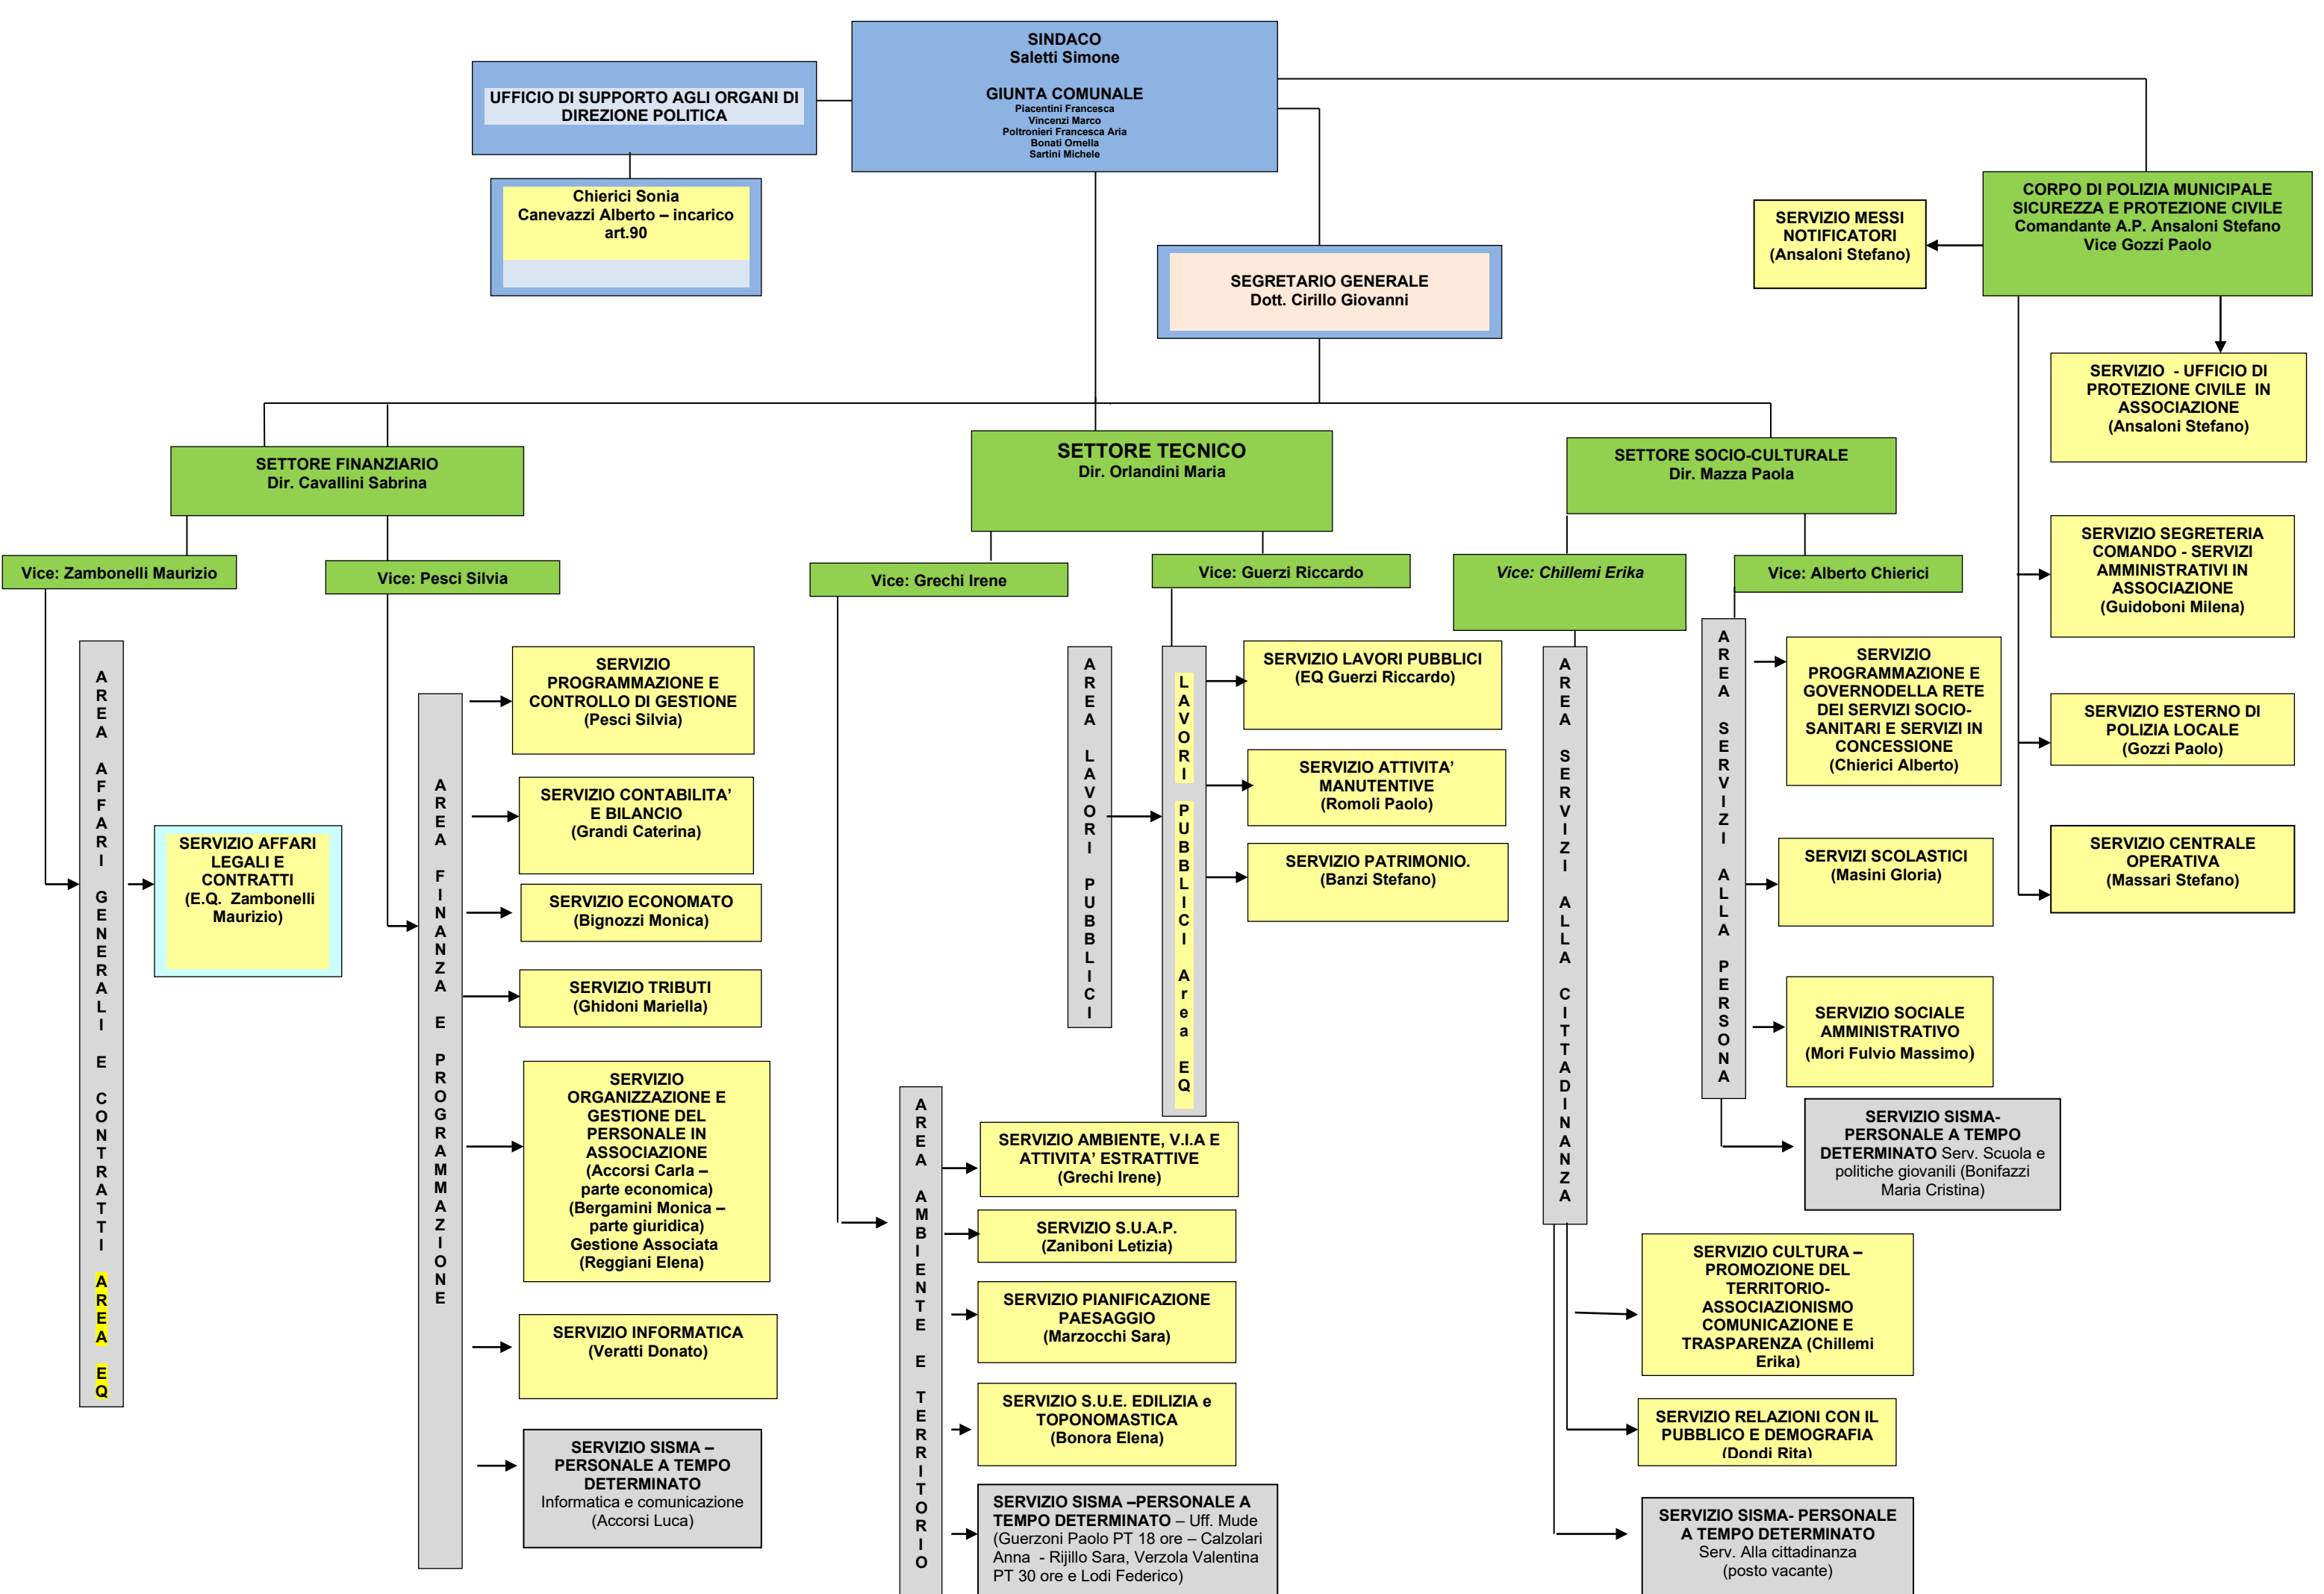 SINDACO
Saletti Simone
GIUNTA COMUNALE
Piacentini Francesca
Vincenzi Marco
Poltronieri Francesca Aria
Bonati Ornella
Sartini Michele
UFFICIO DI SUPPORTO AGLI ORGANI DI
DIREZIONE POLITICA
Chierici Sonia
Canevazzi Alberto – incarico
art.90
SEGRETARIO GENERALE
Dott. Cirillo Giovanni
CORPO DI POLIZIA MUNICIPALE
SICUREZZA E PROTEZIONE CIVILE
Comandante A.P. Ansaloni Stefano
Vice Gozzi Paolo
SERVIZIO MESSI
NOTIFICATORI
(Ansaloni Stefano)
SERVIZIO - UFFICIO DI
PROTEZIONE CIVILE IN
ASSOCIAZIONE
(Ansaloni Stefano)
SERVIZIO SEGRETERIA
COMANDO - SERVIZI
AMMINISTRATIVI IN
ASSOCIAZIONE
(Guidoboni Milena)
SERVIZIO ESTERNO DI
POLIZIA LOCALE
(Gozzi Paolo)
SERVIZIO CENTRALE
OPERATIVA
(Massari Stefano)
SETTORE FINANZIARIO
Dir. Cavallini Sabrina
Vice: Zambonelli Maurizio
AREA AFFARI GENERALI E CONTRATTI AREA EQ
SERVIZIO AFFARI
LEGALI E
CONTRATTI
(E.Q. Zambonelli
Maurizio)
Vice: Pesci Silvia
AREA FINANZA E PROGRAMMAZIONE
SERVIZIO
PROGRAMMAZIONE E
CONTROLLO DI GESTIONE
(Pesci Silvia)
SERVIZIO CONTABILITA’
E BILANCIO
(Grandi Caterina)
SERVIZIO ECONOMATO
(Bignozzi Monica)
SERVIZIO TRIBUTI
(Ghidoni Mariella)
SERVIZIO
ORGANIZZAZIONE E
GESTIONE DEL
PERSONALE IN
ASSOCIAZIONE
(Accorsi Carla –
parte economica)
(Bergamini Monica –
parte giuridica)
Gestione Associata
(Reggiani Elena)
SERVIZIO INFORMATICA
(Veratti Donato)
SERVIZIO SISMA –
PERSONALE A TEMPO
DETERMINATO
Informatica e comunicazione
(Accorsi Luca)
SETTORE TECNICO
Dir. Orlandini Maria
Vice: Grechi Irene
AREA AMBIENTE E TERRITORIO
SERVIZIO AMBIENTE, V.I.A E
ATTIVITA’ ESTRATTIVE
(Grechi Irene)
SERVIZIO S.U.A.P.
(Zaniboni Letizia)
SERVIZIO PIANIFICAZIONE
PAESAGGIO
(Marzocchi Sara)
SERVIZIO S.U.E. EDILIZIA e
TOPONOMASTICA
(Bonora Elena)
SERVIZIO SISMA –PERSONALE A
TEMPO DETERMINATO – Uff. Mude
(Guerzoni Paolo PT 18 ore – Calzolari
Anna - Rijillo Sara, Verzola Valentina
PT 30 ore e Lodi Federico)
Vice: Guerzi Riccardo
AREA LAVORI PUBBLICI
LAVORI PUBBLICI Area EQ
SERVIZIO LAVORI PUBBLICI
(EQ Guerzi Riccardo)
SERVIZIO ATTIVITA’
MANUTENTIVE
(Romoli Paolo)
SERVIZIO PATRIMONIO.
(Banzi Stefano)
SETTORE SOCIO-CULTURALE
Dir. Mazza Paola
Vice: Chillemi Erika
AREA SERVIZI ALLA CITTADINANZA
SERVIZIO CULTURA –
PROMOZIONE DEL
TERRITORIO-
ASSOCIAZIONISMO
COMUNICAZIONE E
TRASPARENZA (Chillemi
Erika)
SERVIZIO RELAZIONI CON IL
PUBBLICO E DEMOGRAFIA
(Dondi Rita)
SERVIZIO SISMA- PERSONALE
A TEMPO DETERMINATO
Serv. Alla cittadinanza
(posto vacante)
Vice: Alberto Chierici
AREA SERVIZI ALLA PERSONA
SERVIZIO
PROGRAMMAZIONE E
GOVERNODELLA RETE
DEI SERVIZI SOCIO-
SANITARI E SERVIZI IN
CONCESSIONE
(Chierici Alberto)
SERVIZI SCOLASTICI
(Masini Gloria)
SERVIZIO SOCIALE
AMMINISTRATIVO
(Mori Fulvio Massimo)
SERVIZIO SISMA-
PERSONALE A TEMPO
DETERMINATO Serv. Scuola e
politiche giovanili (Bonifazzi
Maria Cristina)